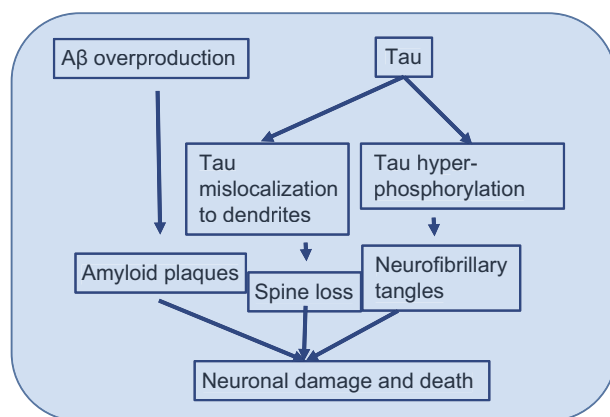 Aβ overproduction
Tau
Tau
mislocalization
to dendrites
Tau hyper-
phosphorylation
Amyloid plaques
Spine loss
Neurofibrillary
tangles
Neuronal damage and death